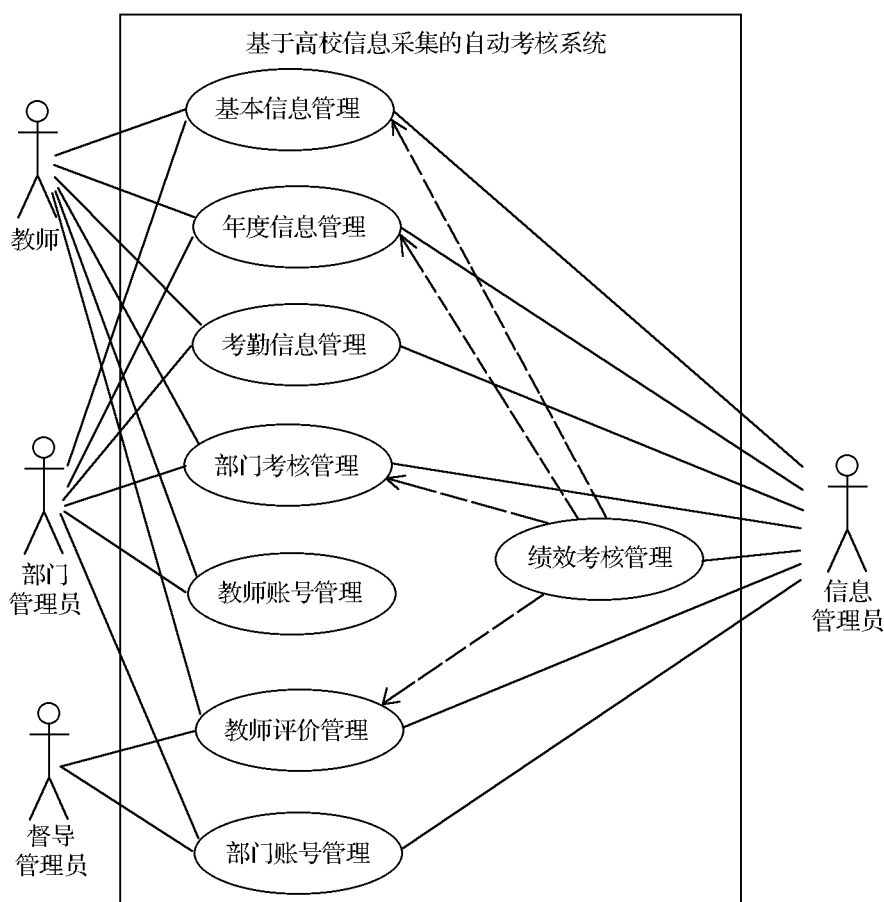 基于高校信息采集的自动考核系统
基本信息管理
教师
年度信息管理
考勤信息管理
部门考核管理
部门
管理员
绩效考核管理
信息
管理员
教师账号管理
教师评价管理
督导
管理员
部门账号管理